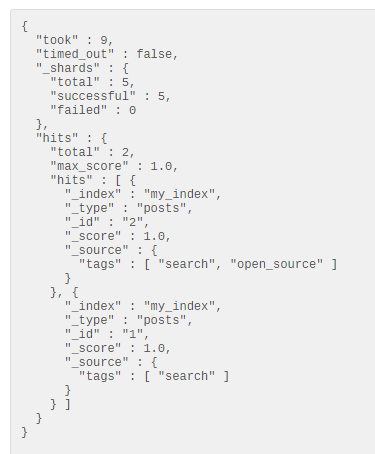 {
  "took" : 9,
  "timed_out" : false,
  "_shards" : {
    "total" : 5,
    "successful" : 5,
    "failed" : 0
  },
  "hits" : {
    "total" : 2,
    "max_score" : 1.0,
    "hits" : [ {
      "_index" : "my_index",
      "_type" : "posts",
      "_id" : "2",
      "_score" : 1.0,
      "_source" : {
        "tags" : [ "search", "open_source" ]
      }
    }, {
      "_index" : "my_index",
      "_type" : "posts",
      "_id" : "1",
      "_score" : 1.0,
      "_source" : {
        "tags" : [ "search" ]
      }
    } ]
  }
}